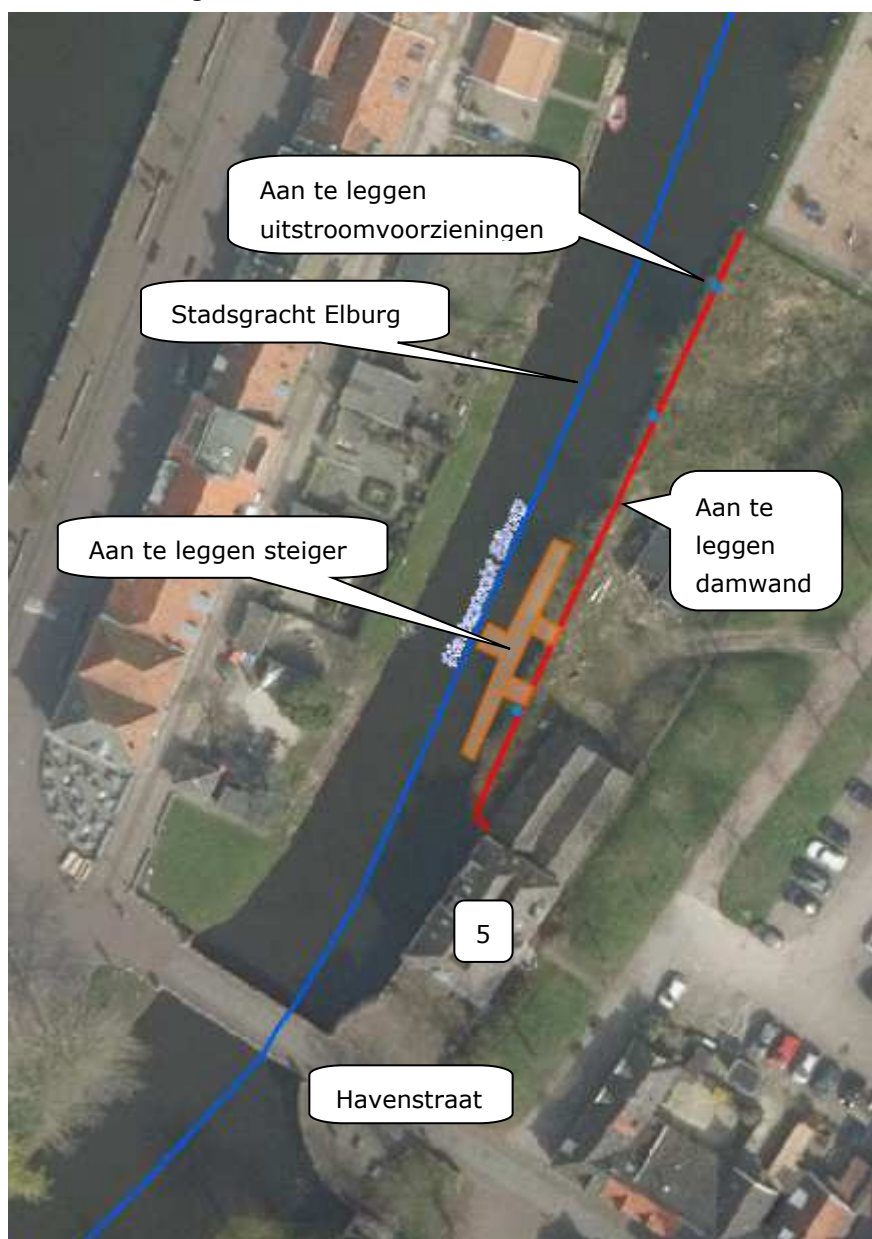 Aan te leggen
uitstroomvoorzieningen
Stadsgracht Elburg
Aan te
leggen
damwand
Aan te leggen steiger
5
Havenstraat